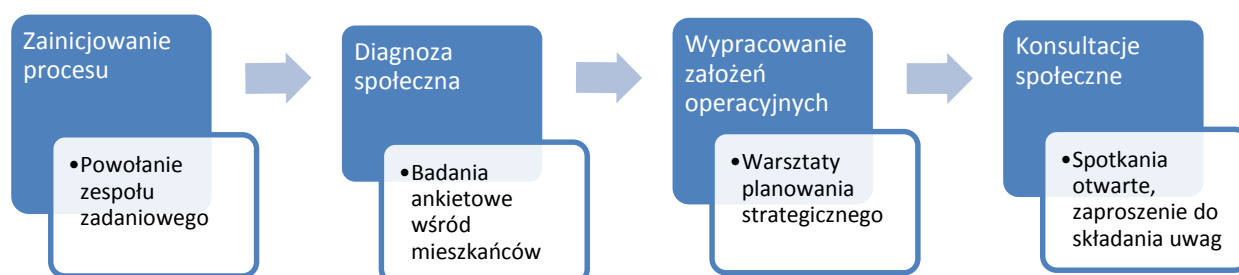 Zainicjowanie
procesu
•Powołanie
zespołu
zadaniowego
Diagnoza
społeczna
•Badania
ankietowe
wśród
mieszkańców
Wypracowanie
założeń
operacyjnych
•Warsztaty
planowania
strategicznego
Konsultacje
społeczne
•Spotkania
otwarte,
zaproszenie do
składania uwag